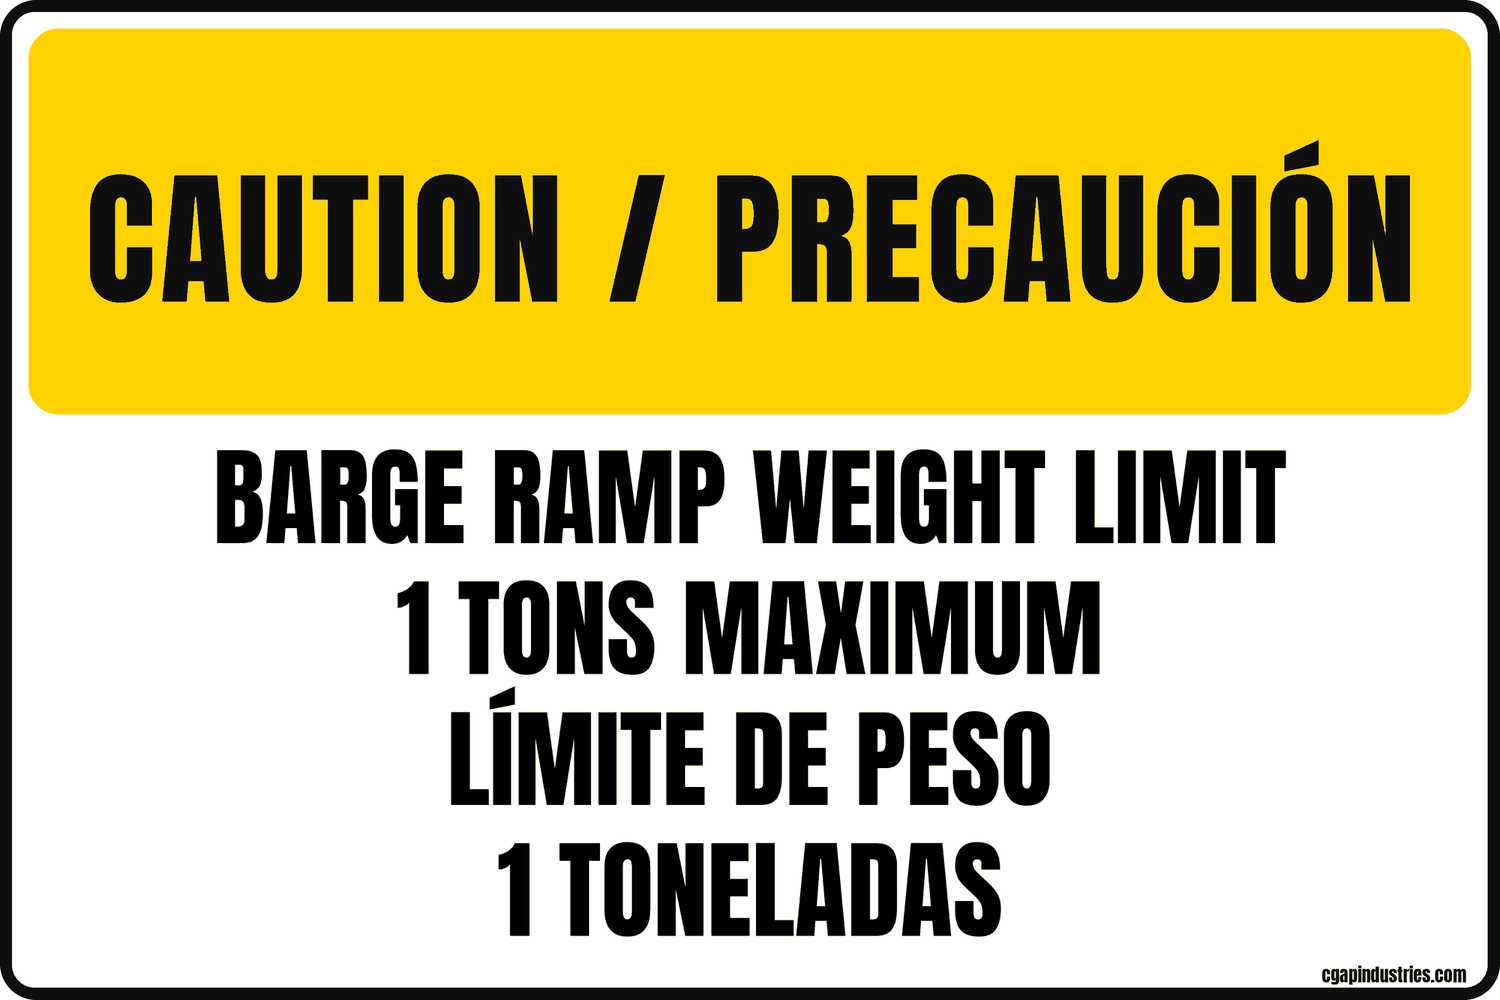 CAUTION / PRECAUCIÓN
BARGE RAMP WEIGHT LIMIT
1 TONS MAXIMUM
LÍMITE DE PESO
1 TONELADAS
cgapindustries.com